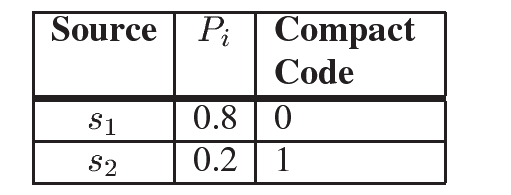 Source P_i Compact
Code
s_1 0.8 0
s_2 0.2 1